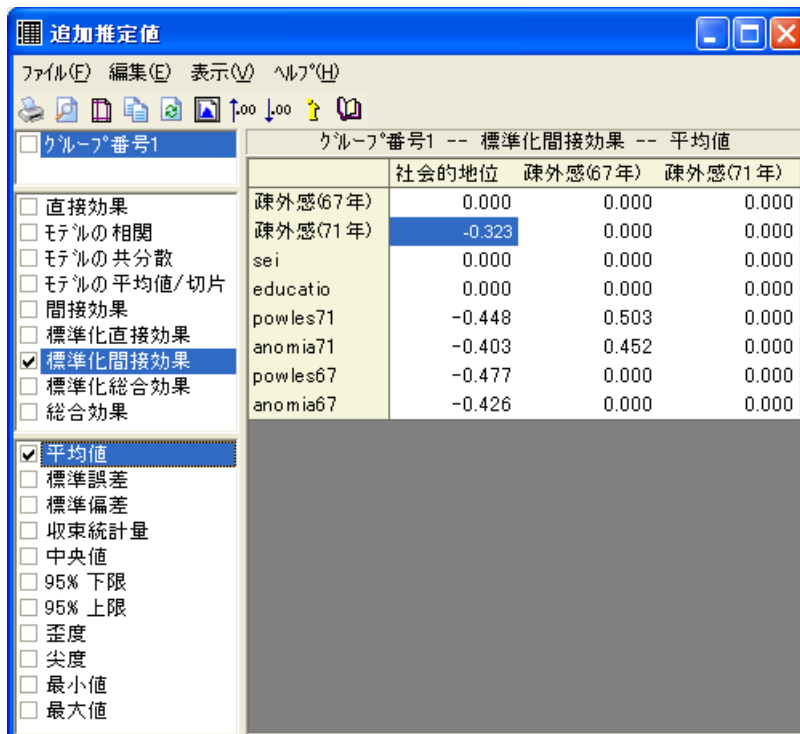 追加推定値
ファイル(F) 編集(E) 表示(V) ヘルプ(H)
グループ番号1
直接効果
モデルの相関
モデルの共分散
モデルの平均値/切片
間接効果
標準化直接効果
標準化間接効果
標準化総合効果
総合効果
平均値
標準誤差
標準偏差
収束統計量
中央値
95% 下限
95% 上限
歪度
尖度
最小値
最大値
グループ番号1 -- 標準化間接効果 -- 平均値
社会的地位 疎外感(67年) 疎外感(71年)
疎外感(67年) 0.000 0.000 0.000
疎外感(71年) -0.323 0.000 0.000
sei 0.000 0.000 0.000
educatio 0.000 0.000 0.000
powles71 -0.448 0.503 0.000
anomia71 -0.403 0.452 0.000
powles67 -0.477 0.000 0.000
anomia67 -0.426 0.000 0.000